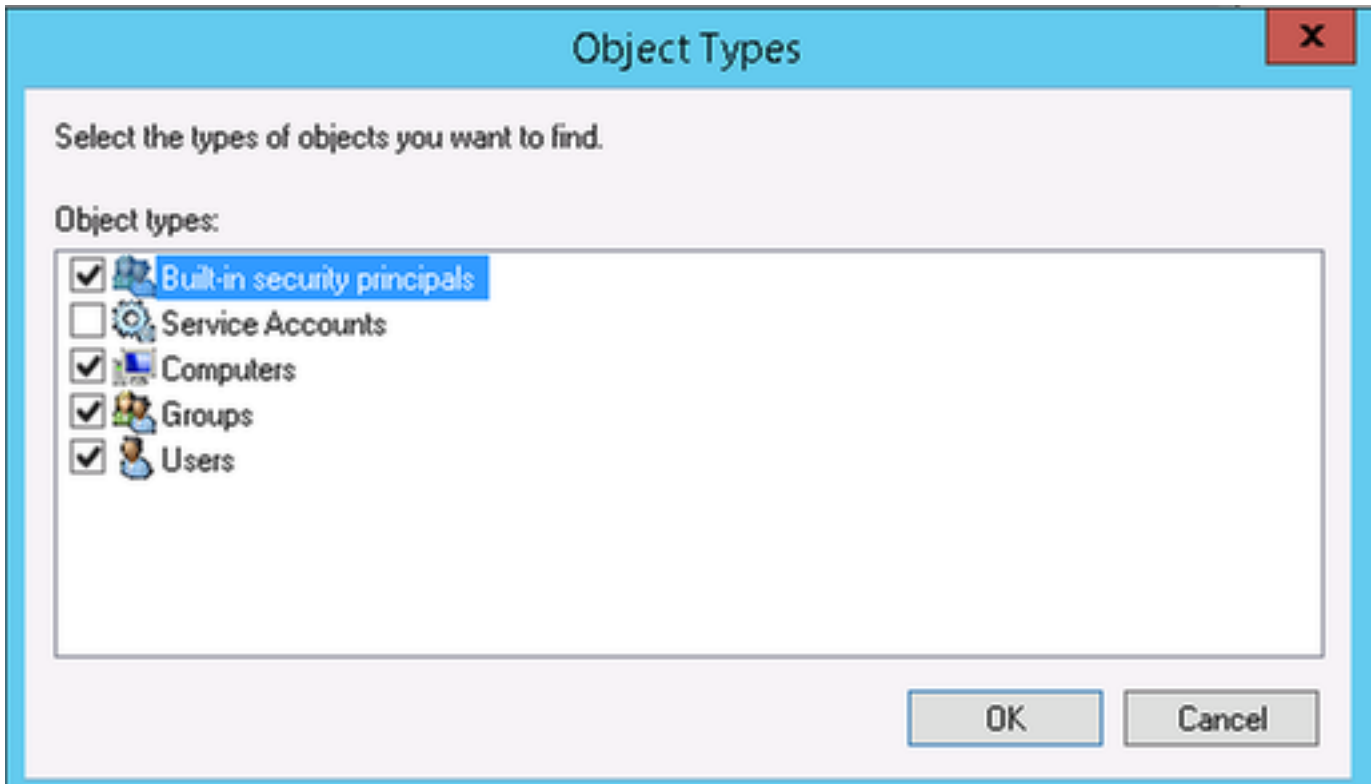 Object Types
x
Select the types of objects you want to find.
Object types:
Built-in security principals
Service Accounts
Computers
Groups
Users
OK
Cancel